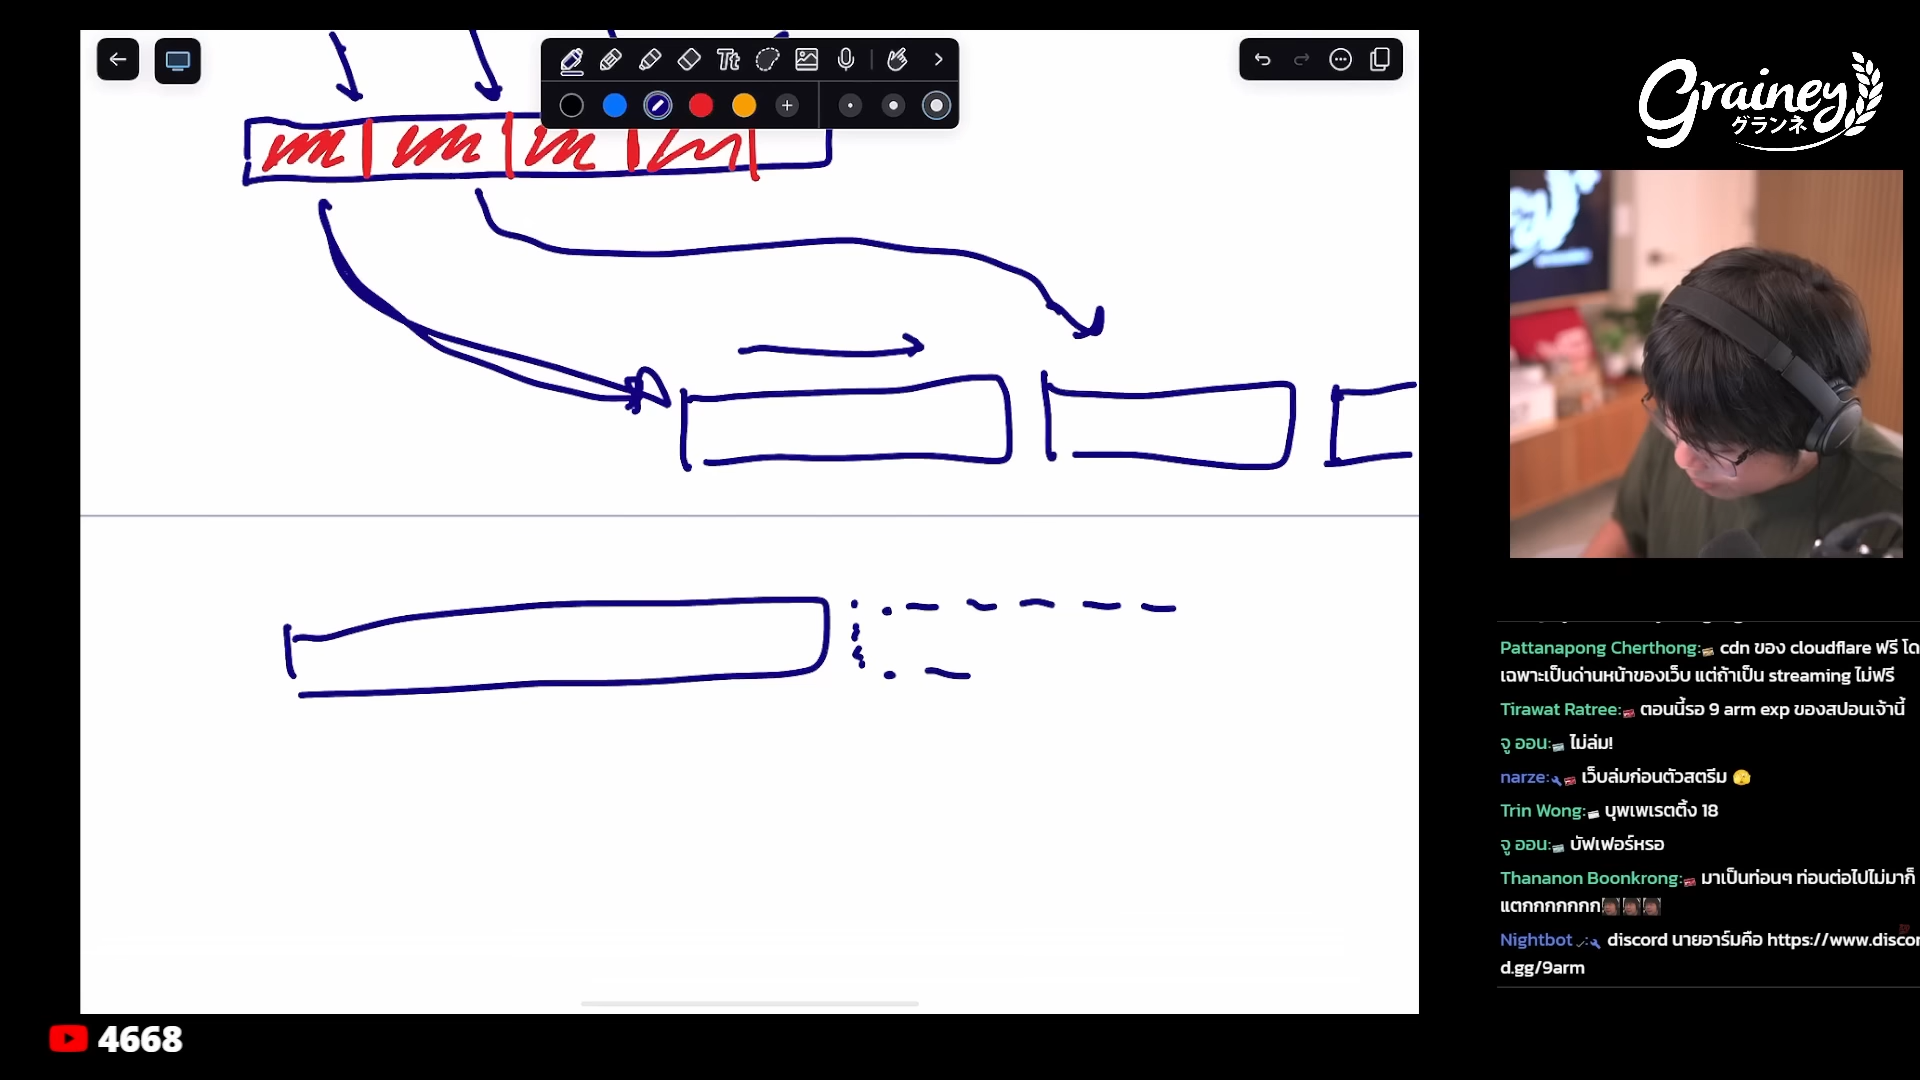 Tt
Grainey
グランネ
Pattanapong Cherthong: cdn ของ cloudflare ฟรี โด
เฉพาะเป็นด่านหน้าของเว็บ แต่ถ้าเป็น streaming ไม่ฟรี
Tirawat Ratree: ตอนนี้รอ 9 arm exp ของสปอนเจ้านี้
จู ออน: ไม่ล่ม!
narze: เว็บล่มก่อนตัวสตรีม
Trin Wong: บุพเพเรตติ้ง 18
จู ออน: บัฟเฟอร์หรอ
Thananon Boonkrong: มาเป็นท่อนๆ ท่อนต่อไปไม่มาก็
แตกกกกกกกก
Nightbot: discord นายอาร์มคือ https://www.discor
d.gg/9arm
4668